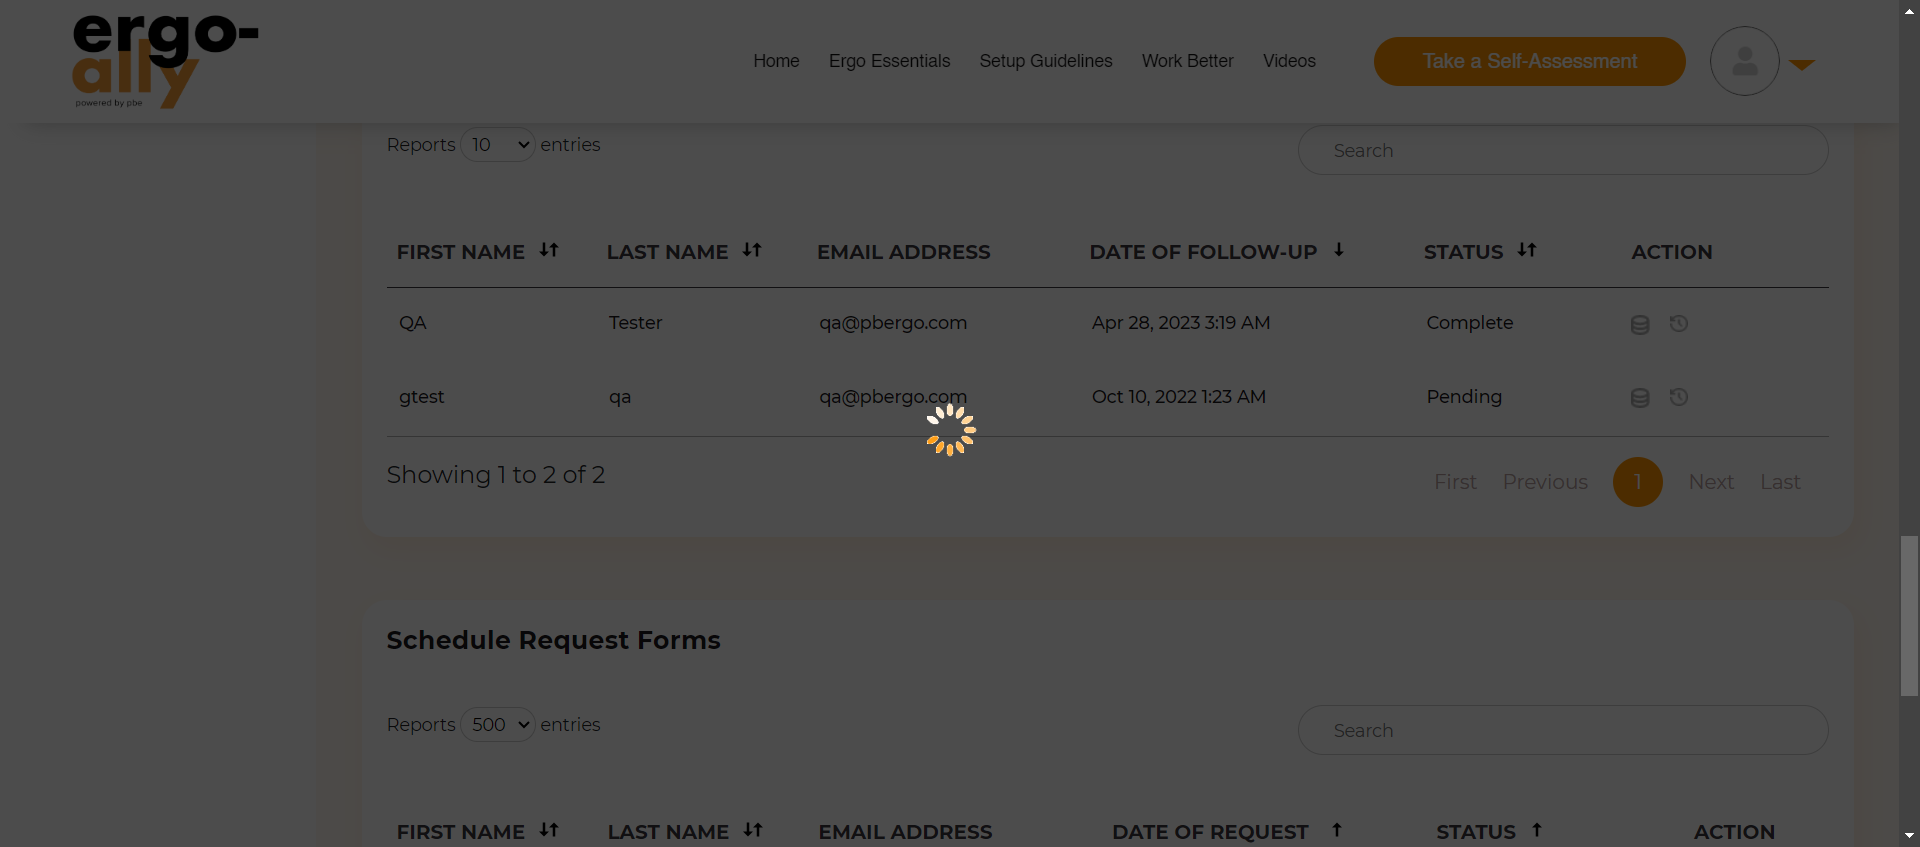 ergo-
ally
powered by pbe
Home Ergo Essentials Setup Guidelines Work Better Videos Take a Self-Assessment
Reports 10 entries Search
FIRST NAME LAST NAME EMAIL ADDRESS DATE OF FOLLOW-UP STATUS ACTION
QA Tester qa@pbergo.com Apr 28, 2023 3:19 AM Complete
gtest qa qa@pbergo.com Oct 10, 2022 1:23 AM Pending
Showing 1 to 2 of 2 First Previous 1 Next Last
Schedule Request Forms
Reports 500 entries Search
FIRST NAME LAST NAME EMAIL ADDRESS DATE OF REQUEST STATUS ACTION